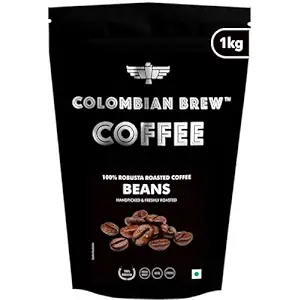 1kg
COLOMBIAN BREW™
COFFEE
100% ROBUSTA ROASTED COFFEE
BEANS
HANDPICKED & FRESHLY ROASTED